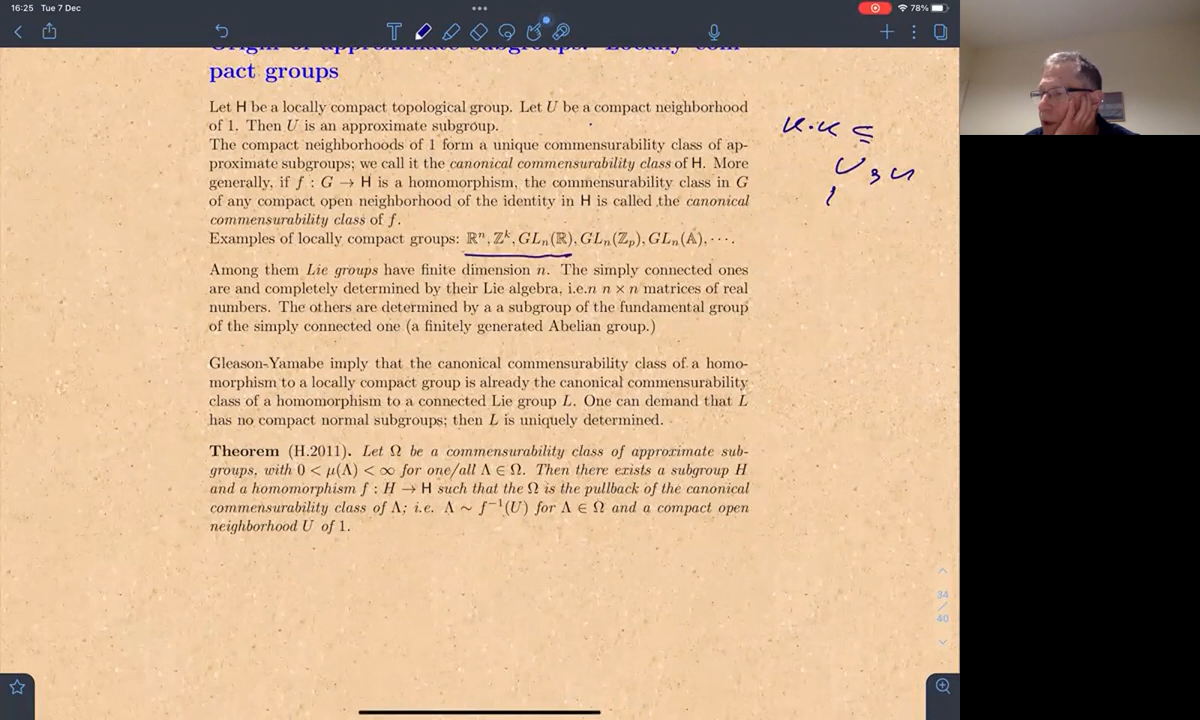 16:25 Tue 7 Dec
78%
Origin of approximate subgroups: Locally com-
pact groups
Let H be a locally compact topological group. Let U be a compact neighborhood
of 1. Then U is an approximate subgroup.
The compact neighborhoods of 1 form a unique commensurability class of ap-
proximate subgroups; we call it the canonical commensurability class of H. More
generally, if f : G → H is a homomorphism, the commensurability class in G
of any compact open neighborhood of the identity in H is called the canonical
commensurability class of f.
Examples of locally compact groups: ℝⁿ, ℤᵏ, GLₙ(ℝ), GLₙ(ℤₚ), GLₙ(𝔸), ⋯.
Among them Lie groups have finite dimension n. The simply connected ones
are and completely determined by their Lie algebra, i.e.n n × n matrices of real
numbers. The others are determined by a a subgroup of the fundamental group
of the simply connected one (a finitely generated Abelian group.)
Gleason-Yamabe imply that the canonical commensurability class of a homo-
morphism to a locally compact group is already the canonical commensurability
class of a homomorphism to a connected Lie group L. One can demand that L
has no compact normal subgroups; then L is uniquely determined.
Theorem (H.2011). Let Ω be a commensurability class of approximate sub-
groups, with 0 < μ(Λ) < ∞ for one/all Λ ∈ Ω. Then there exists a subgroup H
and a homomorphism f : H → H such that the Ω is the pullback of the canonical
commensurability class of Λ; i.e. Λ ∼ f⁻¹(U) for Λ ∈ Ω and a compact open
neighborhood U of 1.
34
/
40